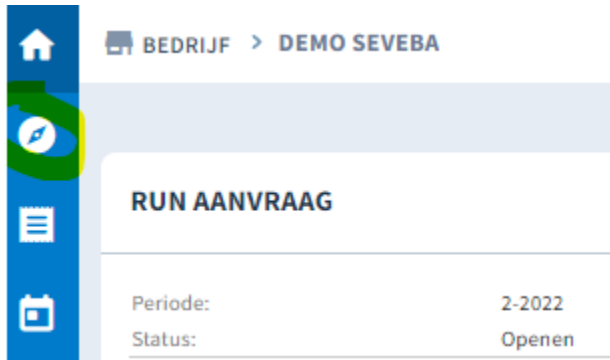 BEDRIJF > DEMO SEVEBA
RUN AANVRAAG
Periode: 2-2022
Status: Openen